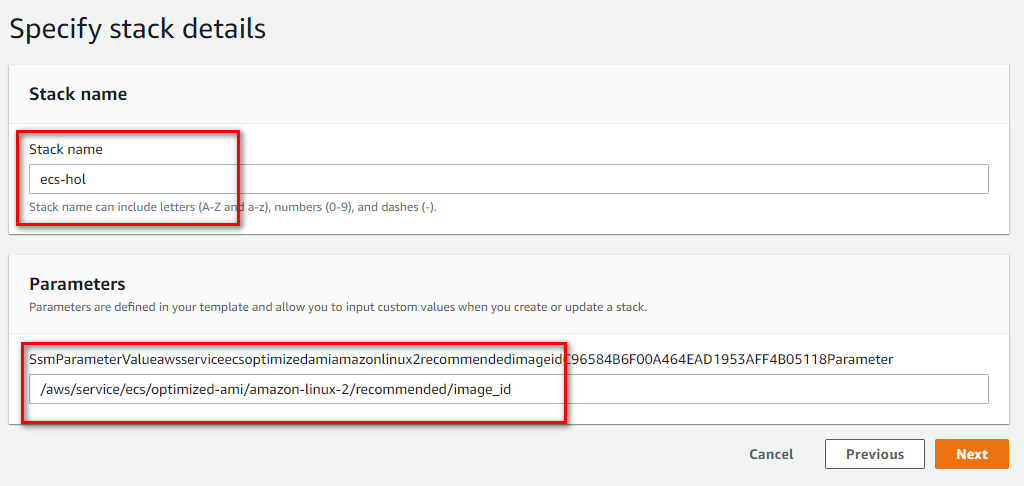 Specify stack details
Stack name
Stack name
ecs-hol
Stack name can include letters (A-Z and a-z), numbers (0-9), and dashes (-).
Parameters
Parameters are defined in your template and allow you to input custom values when you create or update a stack.
SsmParameterValueawsserviceecsoptimizedamiamazonlinux2recommendedimageidC96584B6F00A464EAD1953AFF4B05118Parameter
/aws/service/ecs/optimized-ami/amazon-linux-2/recommended/image_id
Cancel Previous Next